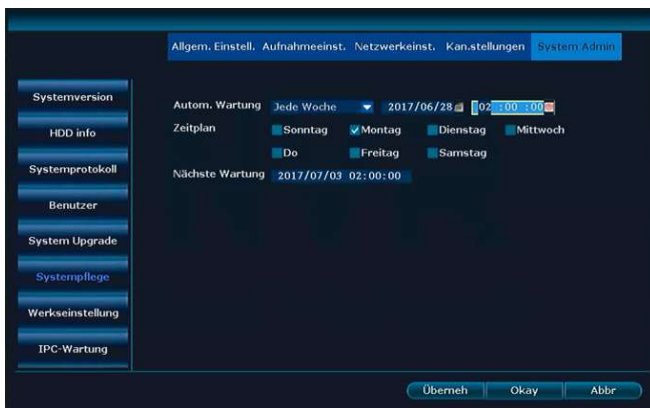 Allgem. Einstell. Aufnahmeeinst. Netzwerkeinst. Kan.stellungen System Admin
Systemversion
HDD info
Systemprotokoll
Benutzer
System Upgrade
Systempflege
Werkseinstellung
IPC-Wartung
Autom. Wartung Jede Woche 2017/06/28 02 :00 :00
Zeitplan Sonntag Montag Dienstag Mittwoch
Do Freitag Samstag
Nächste Wartung 2017/07/03 02:00:00
Überneh Okay Abbr